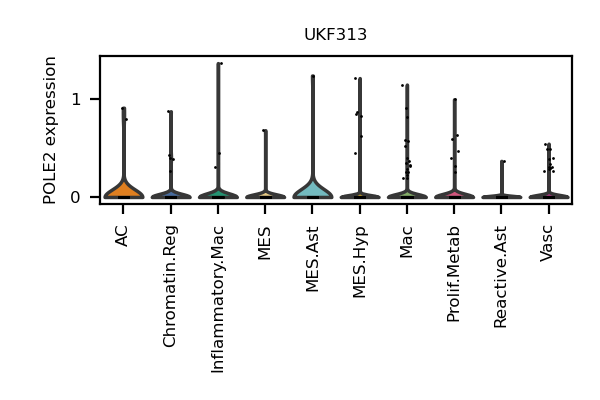 UKF313
POLE2 expression
1
0
AC
Chromatin.Reg
Inflammatory.Mac
MES
MES.Ast
MES.Hyp
Mac
Prolif.Metab
Reactive.Ast
Vasc